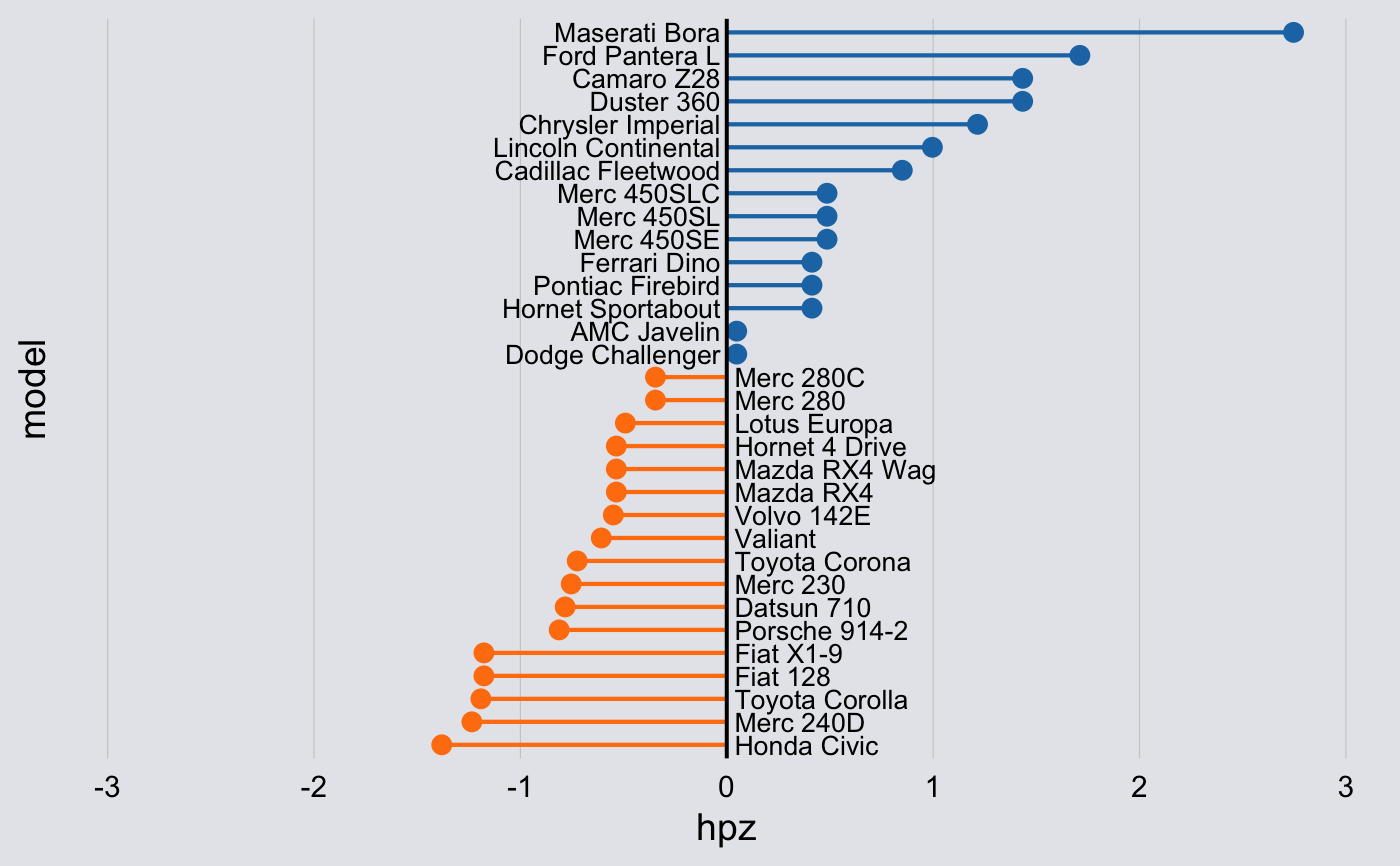 Maserati Bora
Ford Pantera L
Camaro Z28
Duster 360
Chrysler Imperial
Lincoln Continental
Cadillac Fleetwood
Merc 450SLC
Merc 450SL
Merc 450SE
Ferrari Dino
Pontiac Firebird
Hornet Sportabout
AMC Javelin
Dodge Challenger
Merc 280C
Merc 280
Lotus Europa
Hornet 4 Drive
Mazda RX4 Wag
Mazda RX4
Volvo 142E
Valiant
Toyota Corona
Merc 230
Datsun 710
Porsche 914-2
Fiat X1-9
Fiat 128
Toyota Corolla
Merc 240D
Honda Civic
model
-3 -2 -1 0 1 2 3
hpz